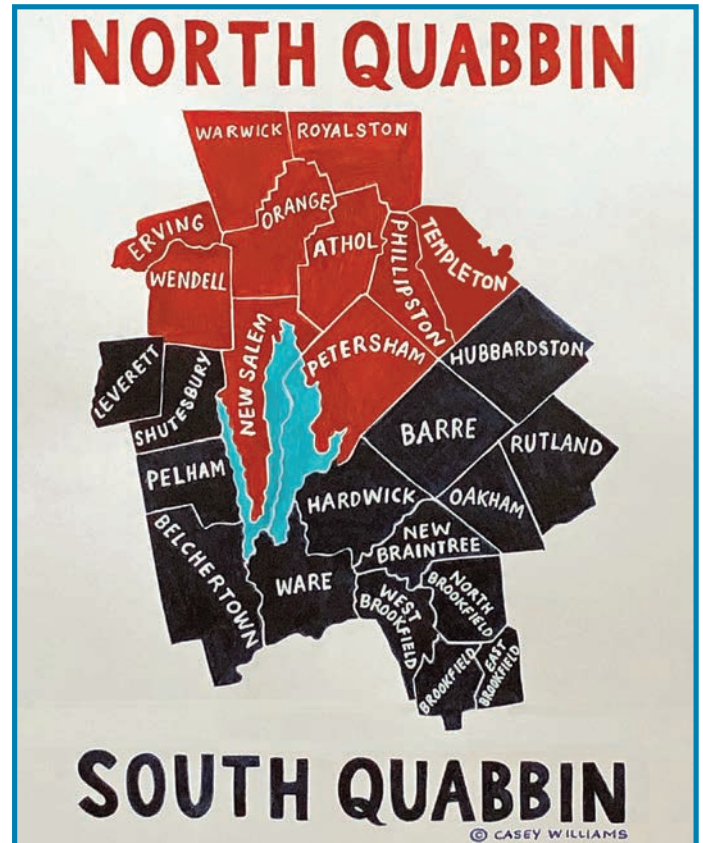 NORTH QUABBIN
WARWICK
ROYALSTON
ORANGE
ERVING
ATHOL
PHILLIPSTON
TEMPLETON
WENDELL
NEW SALEM
PETERSHAM
HUBBARDSTON
LEVERETT
SHUTESBURY
BARRE
RUTLAND
PELHAM
HARDWICK
OAKHAM
NEW
BRAINTREE
BELCHERTOWN
WARE
WEST
BROOKFIELD
NORTH
BROOKFIELD
BROOKFIELD
EAST
BROOKFIELD
SOUTH QUABBIN
© CASEY WILLIAMS